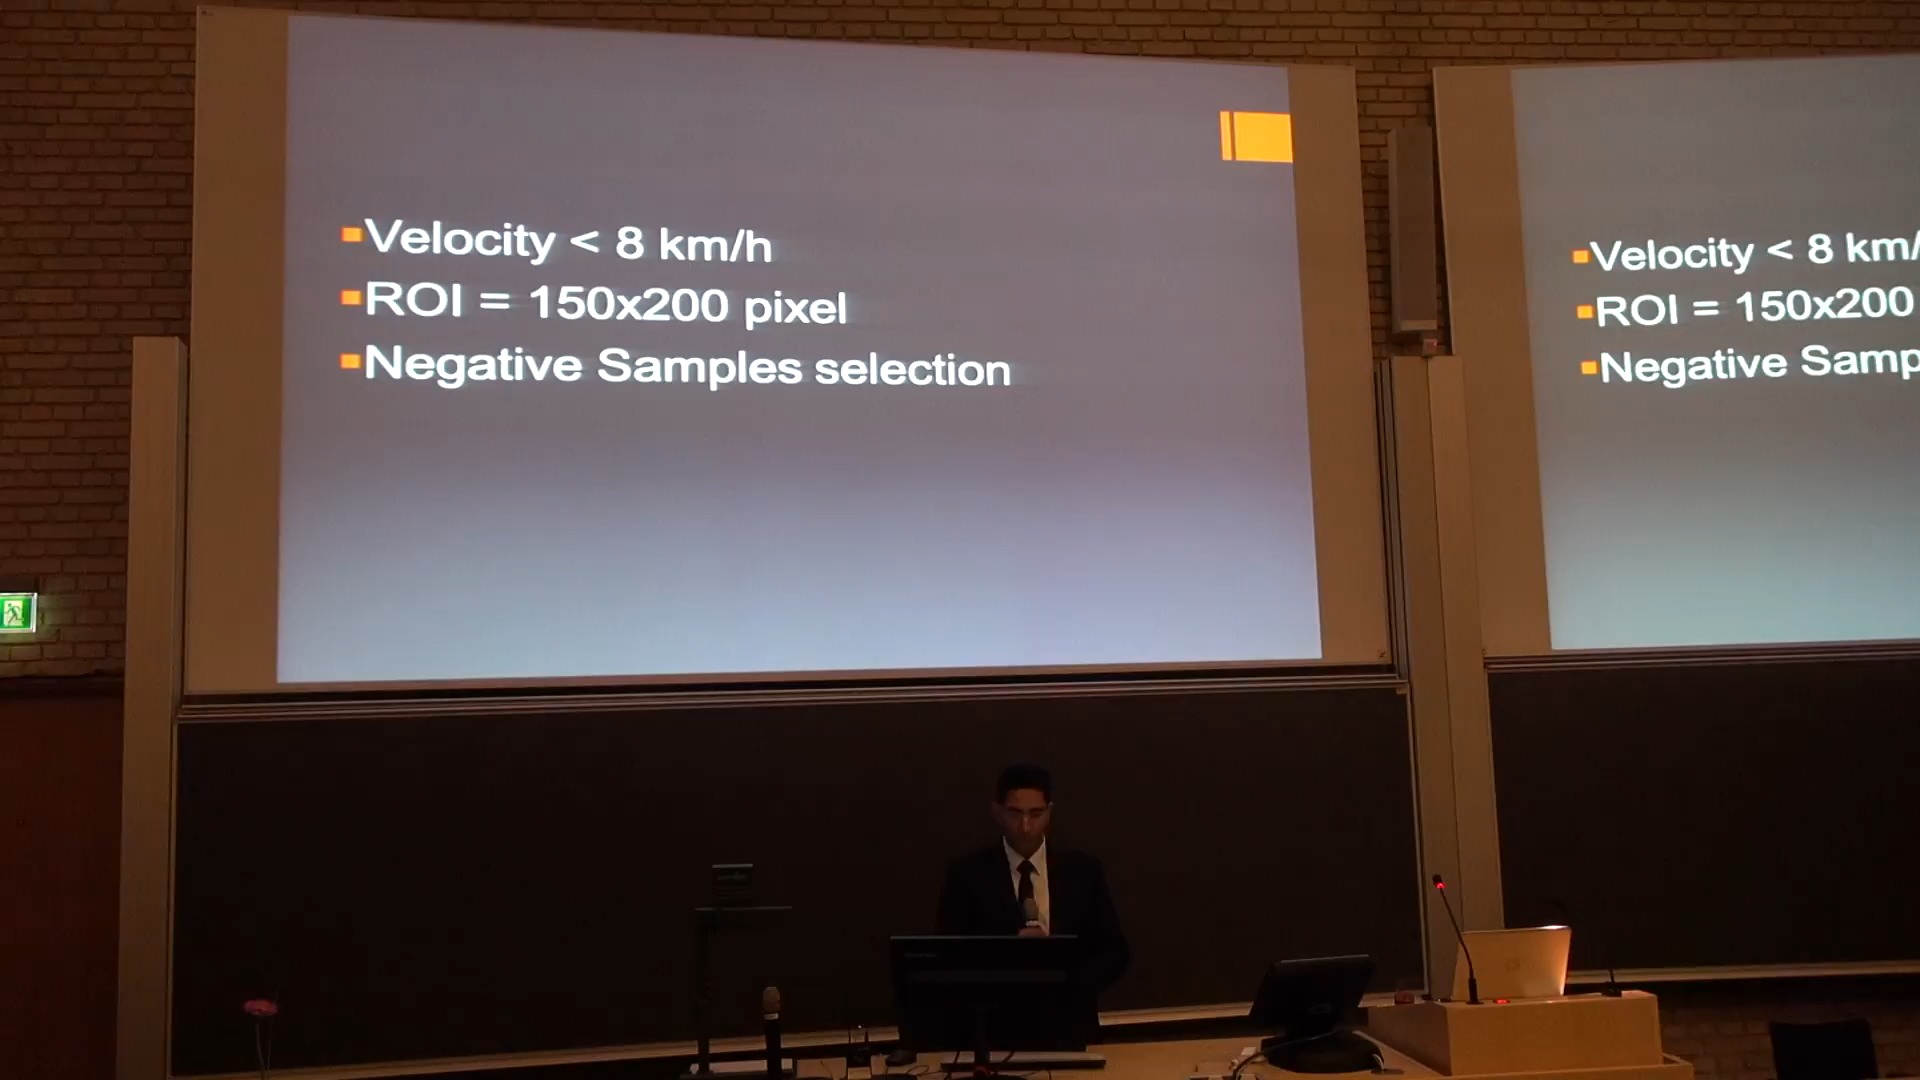 Velocity < 8 km/h
ROI = 150x200 pixel
Negative Samples selection
Velocity < 8 km/
ROI = 150x200
Negative Samp